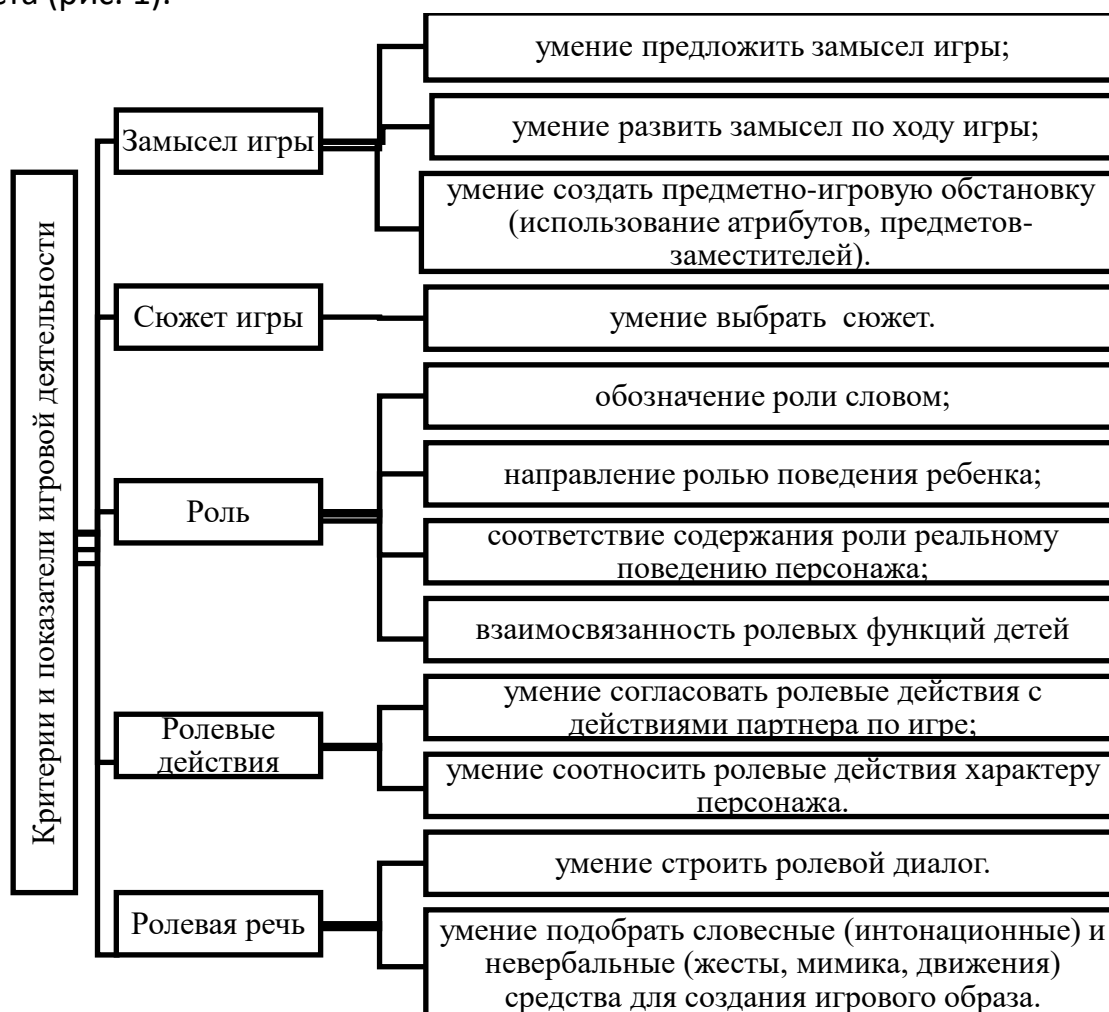 ета (рис. 1).
Критерии и показатели игровой деятельности
Замысел игры
умение предложить замысел игры;
умение развить замысел по ходу игры;
умение создать предметно-игровую обстановку
(использование атрибутов, предметов-
заместителей).
Сюжет игры
умение выбрать  сюжет.
Роль
обозначение роли словом;
направление ролью поведения ребенка;
соответствие содержания роли реальному
поведению персонажа;
взаимосвязанность ролевых функций детей
Ролевые
действия
умение согласовать ролевые действия с
действиями партнера по игре;
умение соотносить ролевые действия характеру
персонажа.
Ролевая речь
умение строить ролевой диалог.
умение подобрать словесные (интонационные) и
невербальные (жесты, мимика, движения)
средства для создания игрового образа.